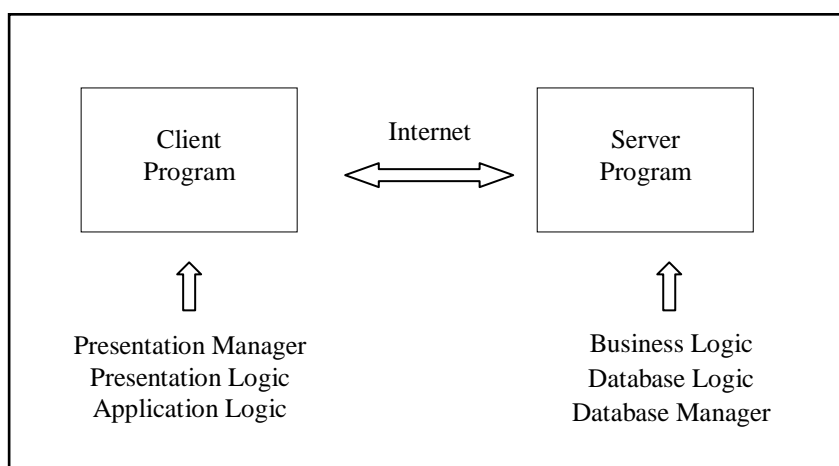 Client
Program
Internet
Server
Program
Presentation Manager
Presentation Logic
Application Logic
Business Logic
Database Logic
Database Manager